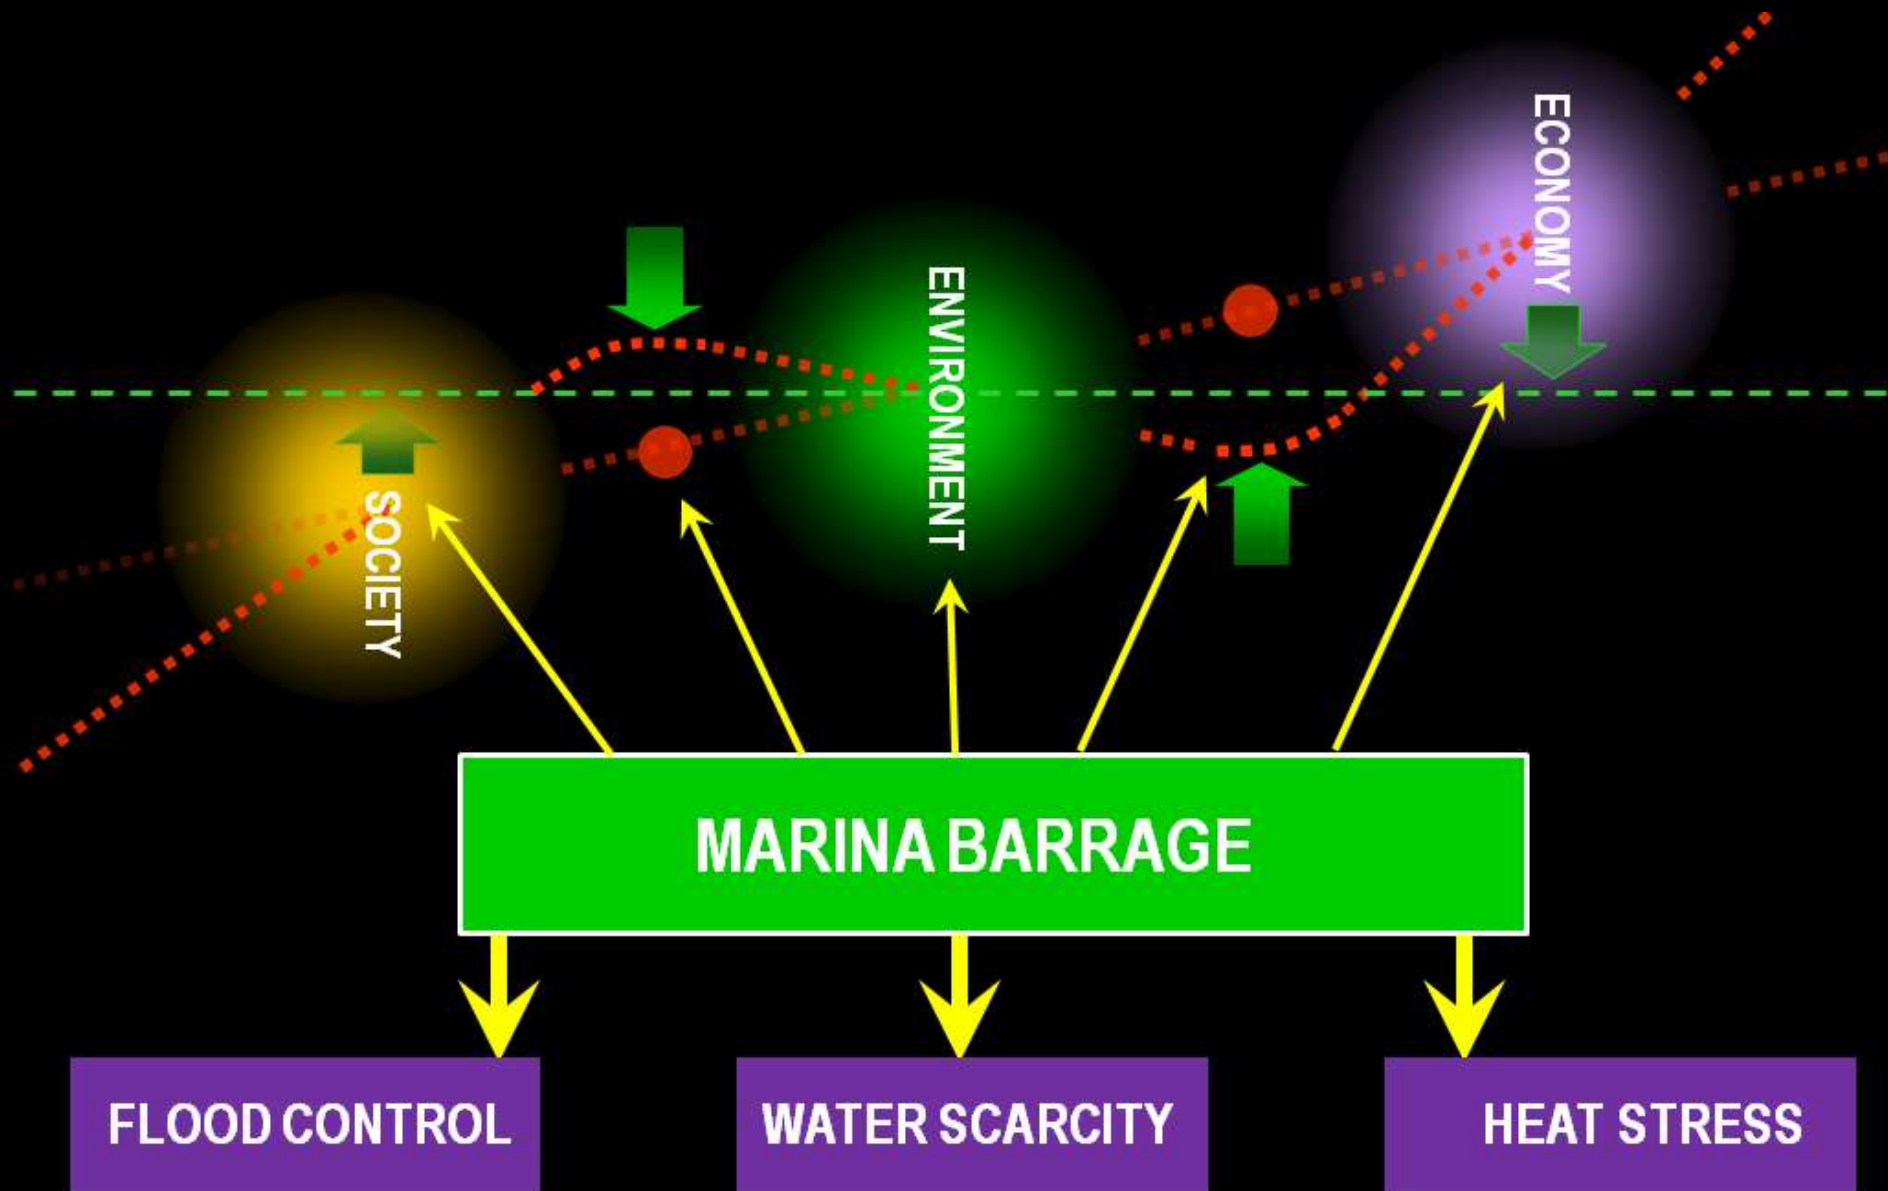 SOCIETY
ENVIRONMENT
ECONOMY
MARINA BARRAGE
FLOOD CONTROL
WATER SCARCITY
HEAT STRESS